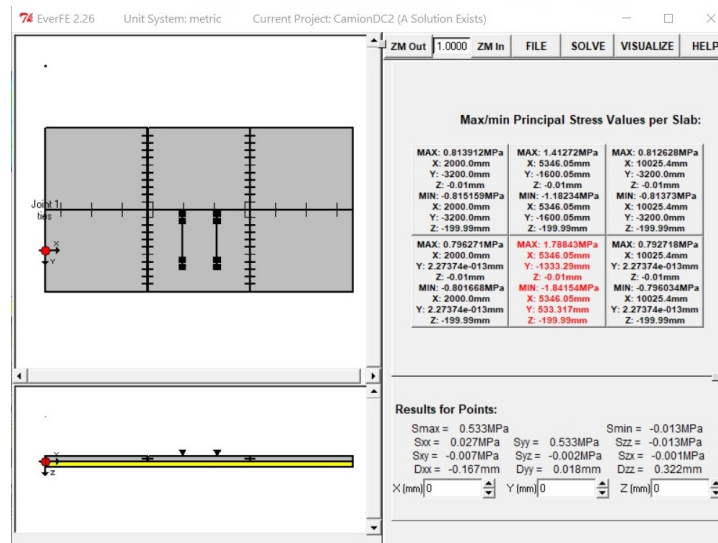 EverFE 2.26 Unit System: metric Current Project: CamionDC2 (A Solution Exists)
ZM Out 1.0000 ZM In FILE SOLVE VISUALIZE HELP
Max/min Principal Stress Values per Slab:
MAX: 0.813912MPa
X: 2000.0mm
Y: -3200.0mm
Z: -0.01mm
MIN: -0.815159MPa
X: 2000.0mm
Y: -3200.0mm
Z: -199.99mm
MAX: 1.41272MPa
X: 5346.05mm
Y: -1600.05mm
Z: -0.01mm
MIN: -1.18234MPa
X: 5346.05mm
Y: -1600.05mm
Z: -199.99mm
MAX: 0.812628MPa
X: 10025.4mm
Y: -3200.0mm
Z: -0.01mm
MIN: -0.81373MPa
X: 10025.4mm
Y: -3200.0mm
Z: -199.99mm
MAX: 0.796271MPa
X: 2000.0mm
Y: 2.27374e-013mm
Z: -0.01mm
MIN: -0.801668MPa
X: 2000.0mm
Y: 2.27374e-013mm
Z: -199.99mm
MAX: 1.78843MPa
X: 5346.05mm
Y: -1333.29mm
Z: -0.01mm
MIN: -1.84154MPa
X: 5346.05mm
Y: 533.317mm
Z: -199.99mm
MAX: 0.792718MPa
X: 10025.4mm
Y: 2.27374e-013mm
Z: -0.01mm
MIN: -0.796034MPa
X: 10025.4mm
Y: 2.27374e-013mm
Z: -199.99mm
Joint 1
ties
X
Y
X
Z
Results for Points:
Smax = 0.533MPa Smin = -0.013MPa
Sxx = 0.027MPa Syy = 0.533MPa Szz = -0.013MPa
Sxy = -0.007MPa Syz = -0.002MPa Szx = -0.001MPa
Dxx = -0.167mm Dyy = 0.018mm Dzz = 0.322mm
X (mm) 0 Y (mm) 0 Z (mm) 0